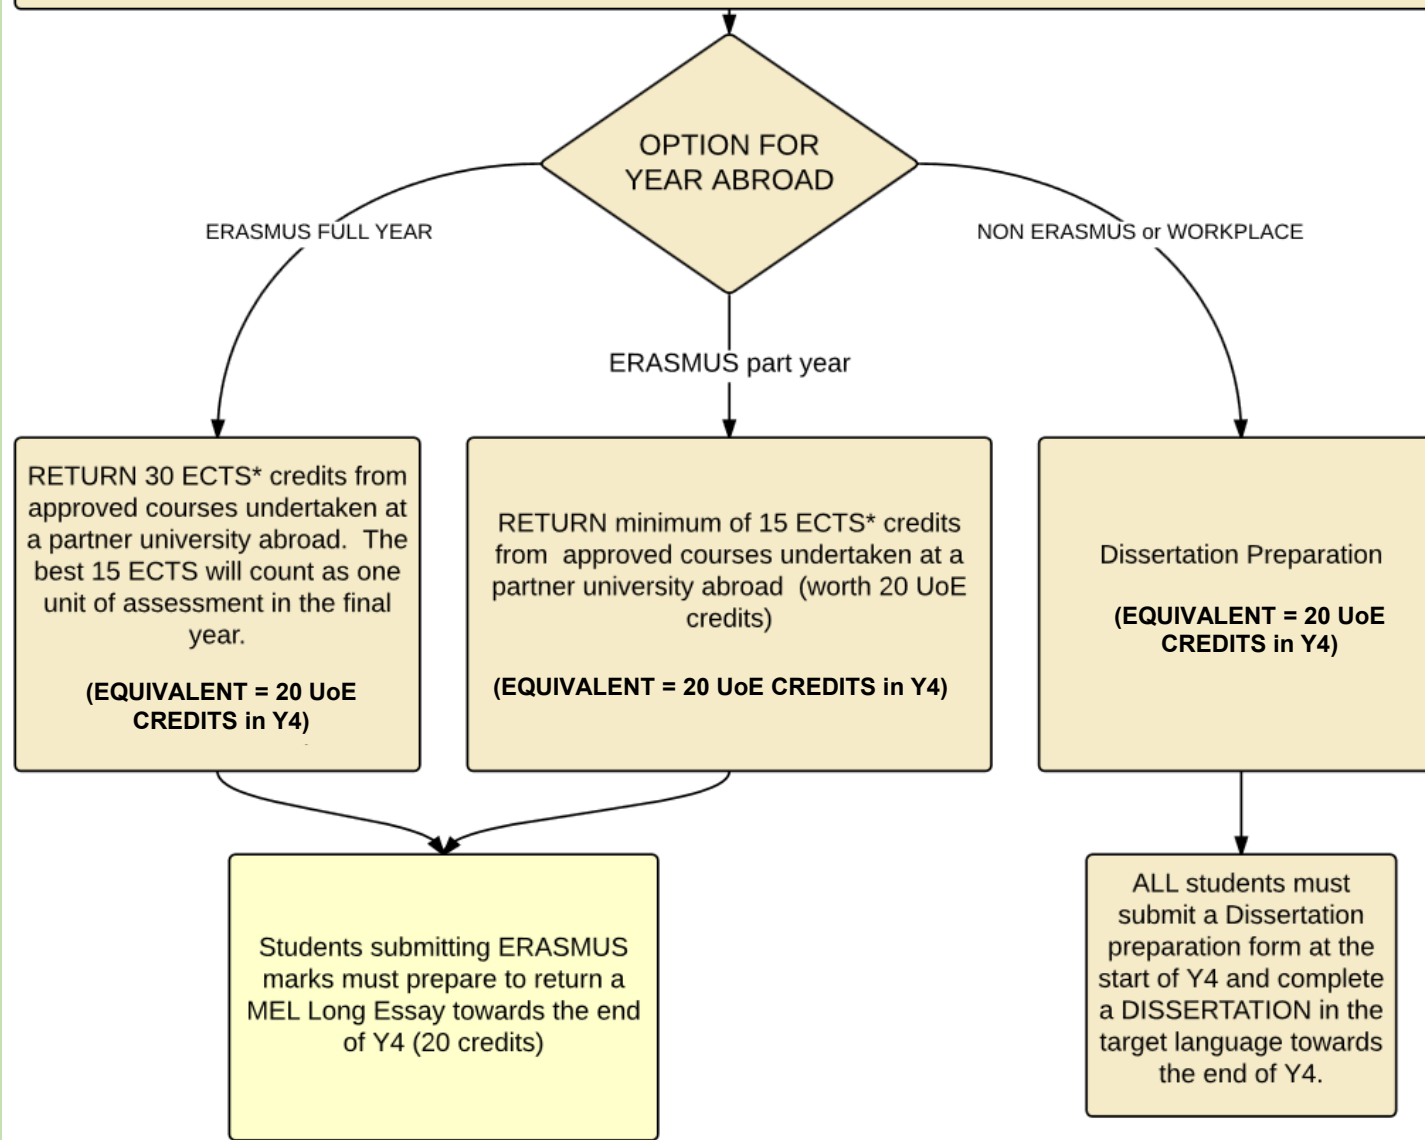 OPTION FOR
YEAR ABROAD
ERASMUS FULL YEAR
NON ERASMUS or WORKPLACE
ERASMUS part year
RETURN 30 ECTS* credits from
approved courses undertaken at
a partner university abroad.  The
best 15 ECTS will count as one
unit of assessment in the final
year.
(EQUIVALENT = 20 UoE
CREDITS in Y4)
RETURN minimum of 15 ECTS* credits
from  approved courses undertaken at a
partner university abroad  (worth 20 UoE
credits)
(EQUIVALENT = 20 UoE CREDITS in Y4)
Dissertation Preparation
(EQUIVALENT = 20 UoE
CREDITS in Y4)
Students submitting ERASMUS
marks must prepare to return a
MEL Long Essay towards the end
of Y4 (20 credits)
ALL students must
submit a Dissertation
preparation form at the
start of Y4 and complete
a DISSERTATION in the
target language towards
the end of Y4.